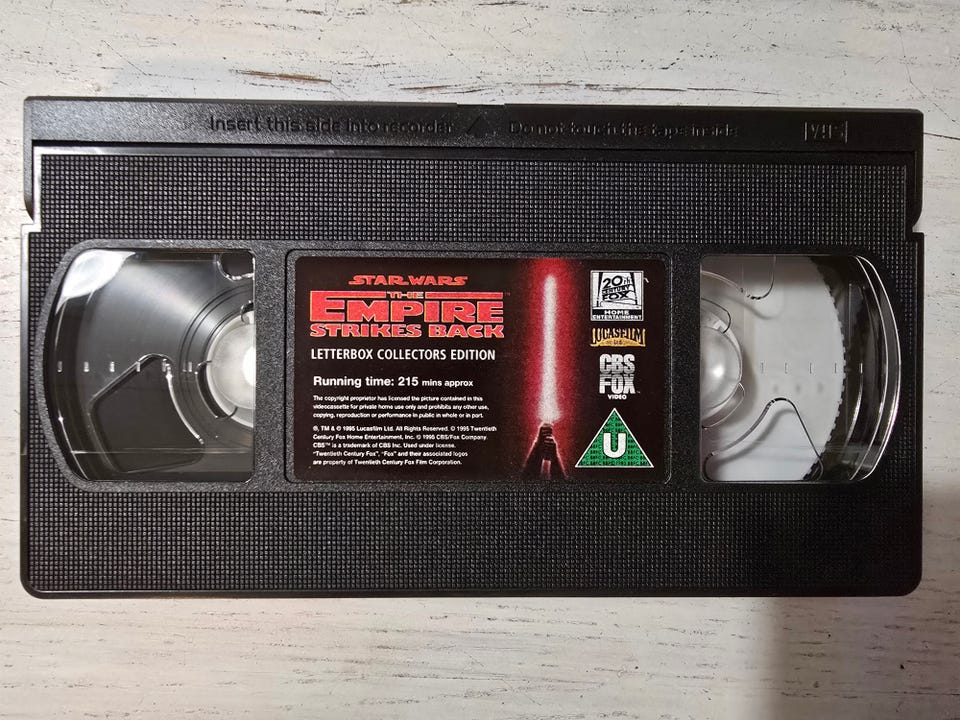 Insert this side into recorder
Do not touch the tape inside
VHS
STAR WARS
THE
EMPIRE
STRIKES BACK
LETTERBOX COLLECTORS EDITION
Running time: 215 mins approx
The copyright proprietor has licensed the picture contained in this
videocassette for private home use only and prohibits any other use,
copying, reproduction or performance in public in whole or in part.
®, TM & © 1995 Lucasfilm Ltd. All Rights Reserved. © 1995 Twentieth
Century Fox Home Entertainment, Inc. © 1995 CBS/Fox Company.
CBS™ is a trademark of CBS Inc. Used under license.
"Twentieth Century Fox", "Fox" and their associated logos
are property of Twentieth Century Fox Film Corporation.
20TH
CENTURY
FOX
HOME
ENTERTAINMENT
LUCASFILM
CBS
FOX
VIDEO
U